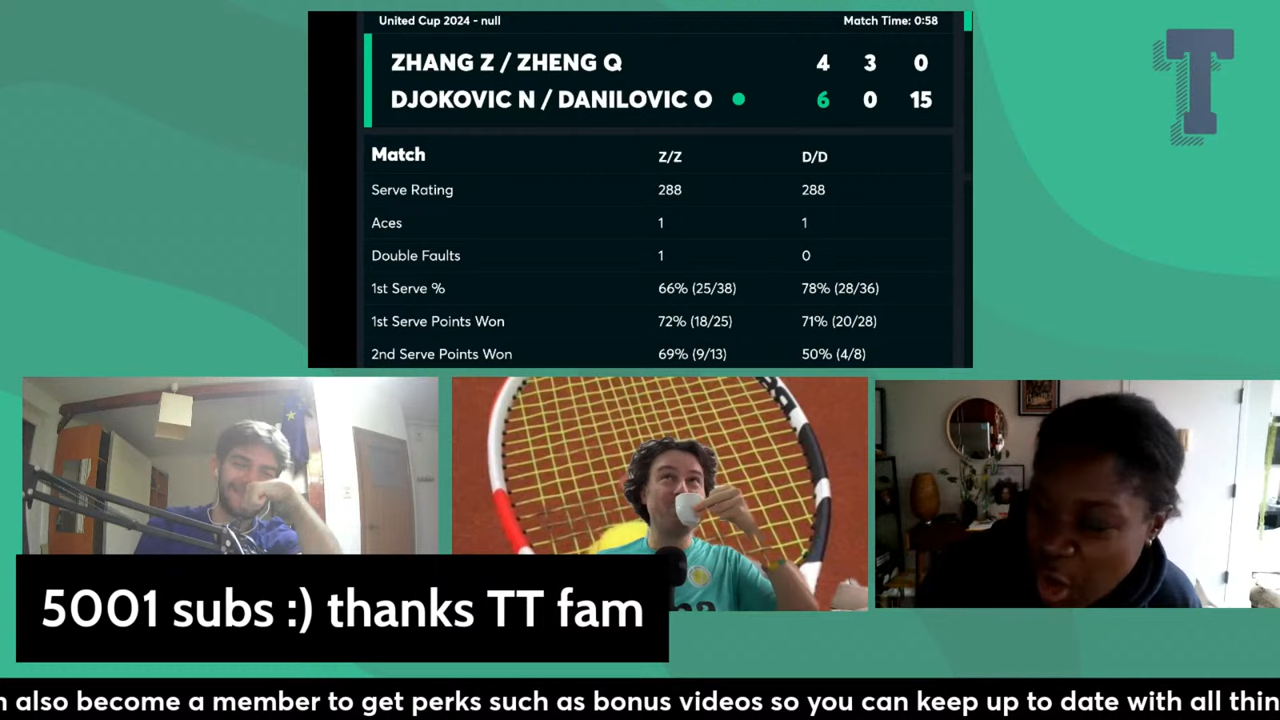 United Cup 2024 - null Match Time: 0:58
ZHANG Z / ZHENG Q 4 3 0
DJOKOVIC N / DANILOVIC O 6 0 15
Match Z/Z D/D
Serve Rating 288 288
Aces 1 1
Double Faults 1 0
1st Serve % 66% (25/38) 78% (28/36)
1st Serve Points Won 72% (18/25) 71% (20/28)
2nd Serve Points Won 69% (9/13) 50% (4/8)
T
5001 subs :) thanks TT fam
also become a member to get perks such as bonus videos so you can keep up to date with all